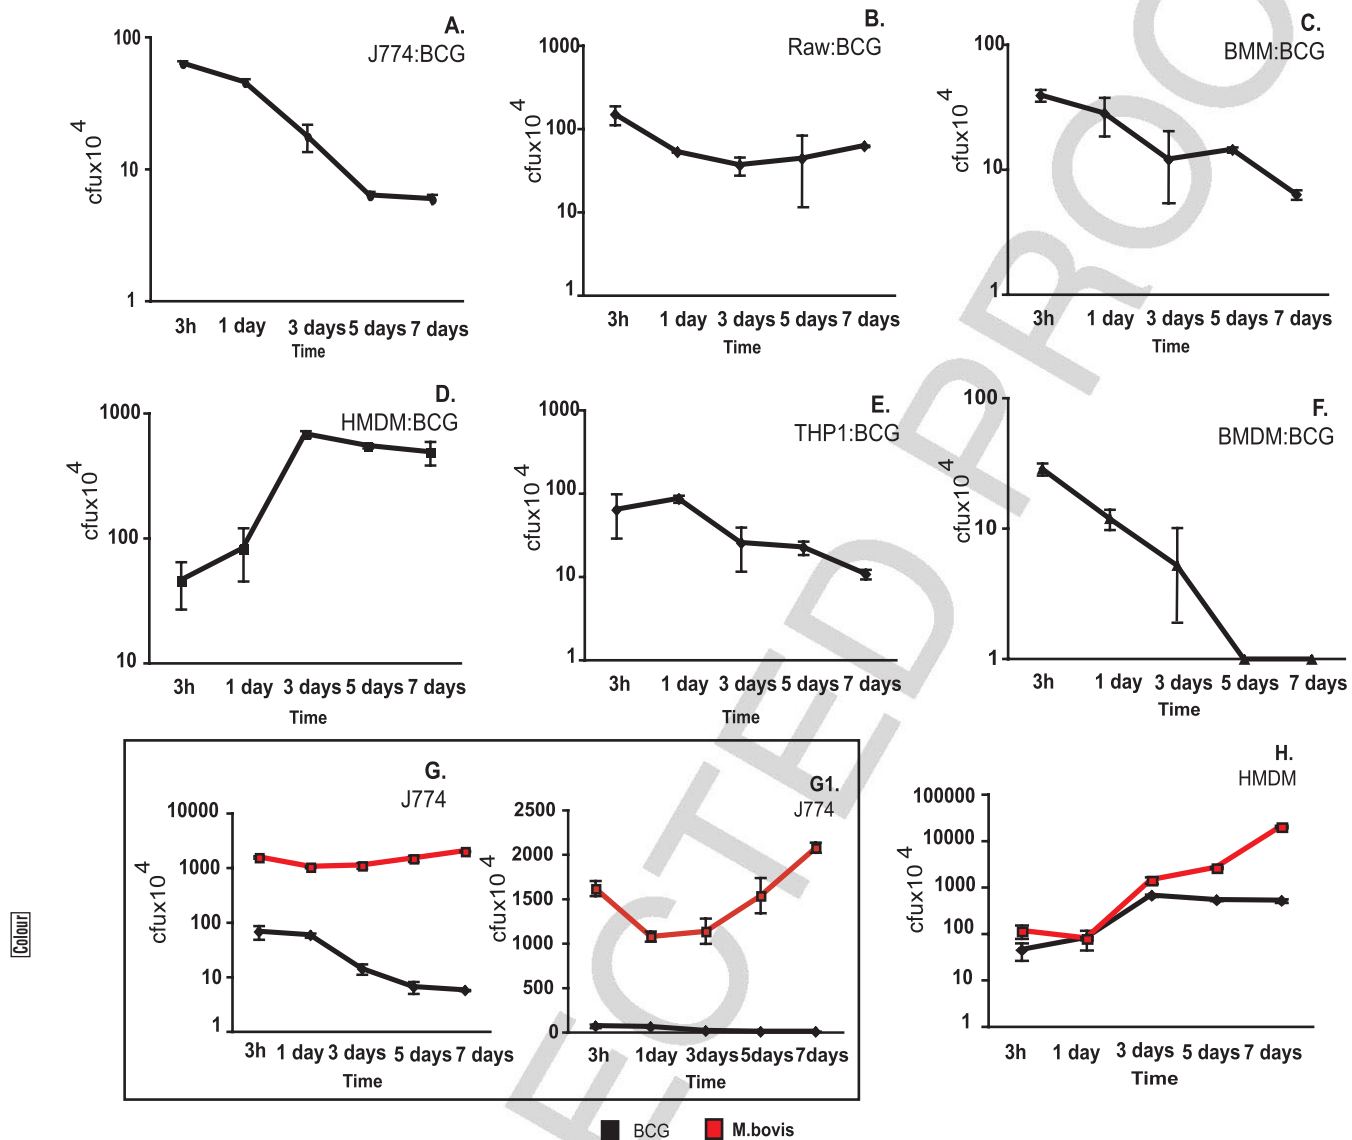 A.
J774:BCG
100
10
1
cfux10 4
3h 1 day 3 days 5 days 7 days
Time
B.
Raw:BCG
1000
100
10
1
cfux10 4
3h 1 day 3 days 5 days 7 days
Time
C.
BMM:BCG
100
10
1
cfux10 4
3h 1 day 3 days 5 days 7 days
Time
D.
HMDM:BCG
1000
100
10
cfux10 4
3h 1 day 3 days 5 days 7 days
Time
E.
THP1:BCG
1000
100
10
1
cfux10 4
3h 1 day 3 days 5 days 7 days
Time
F.
BMDM:BCG
100
10
1
cfux10 4
3h 1 day 3 days 5 days 7 days
Time
G.
J774
10000
1000
100
10
1
cfux10 4
3h 1 day 3 days 5 days 7 days
Time
G1.
J774
2500
2000
1500
1000
500
0
cfux10 4
3h 1day 3days 5days 7days
Time
H.
HMDM
100000
10000
1000
100
10
1
cfux10 4
3h 1 day 3 days 5 days 7 days
Time
BCG M.bovis
Colour
ECTED PROO